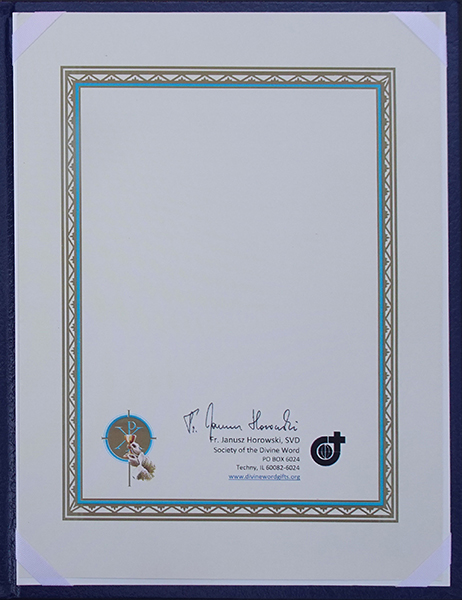 Fr. Janusz Horowski
Fr. Janusz Horowski, SVD
Society of the Divine Word
PO BOX 6024
Techny, IL 60082-6024
www.divinewordgifts.org